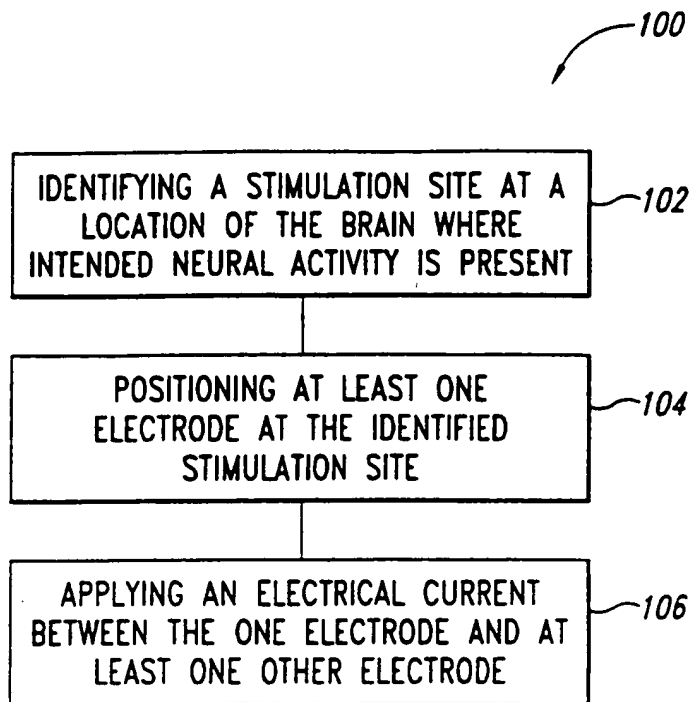 100
IDENTIFYING A STIMULATION SITE AT A
LOCATION OF THE BRAIN WHERE
INTENDED NEURAL ACTIVITY IS PRESENT
102
POSITIONING AT LEAST ONE
ELECTRODE AT THE IDENTIFIED
STIMULATION SITE
104
APPLYING AN ELECTRICAL CURRENT
BETWEEN THE ONE ELECTRODE AND AT
LEAST ONE OTHER ELECTRODE
106